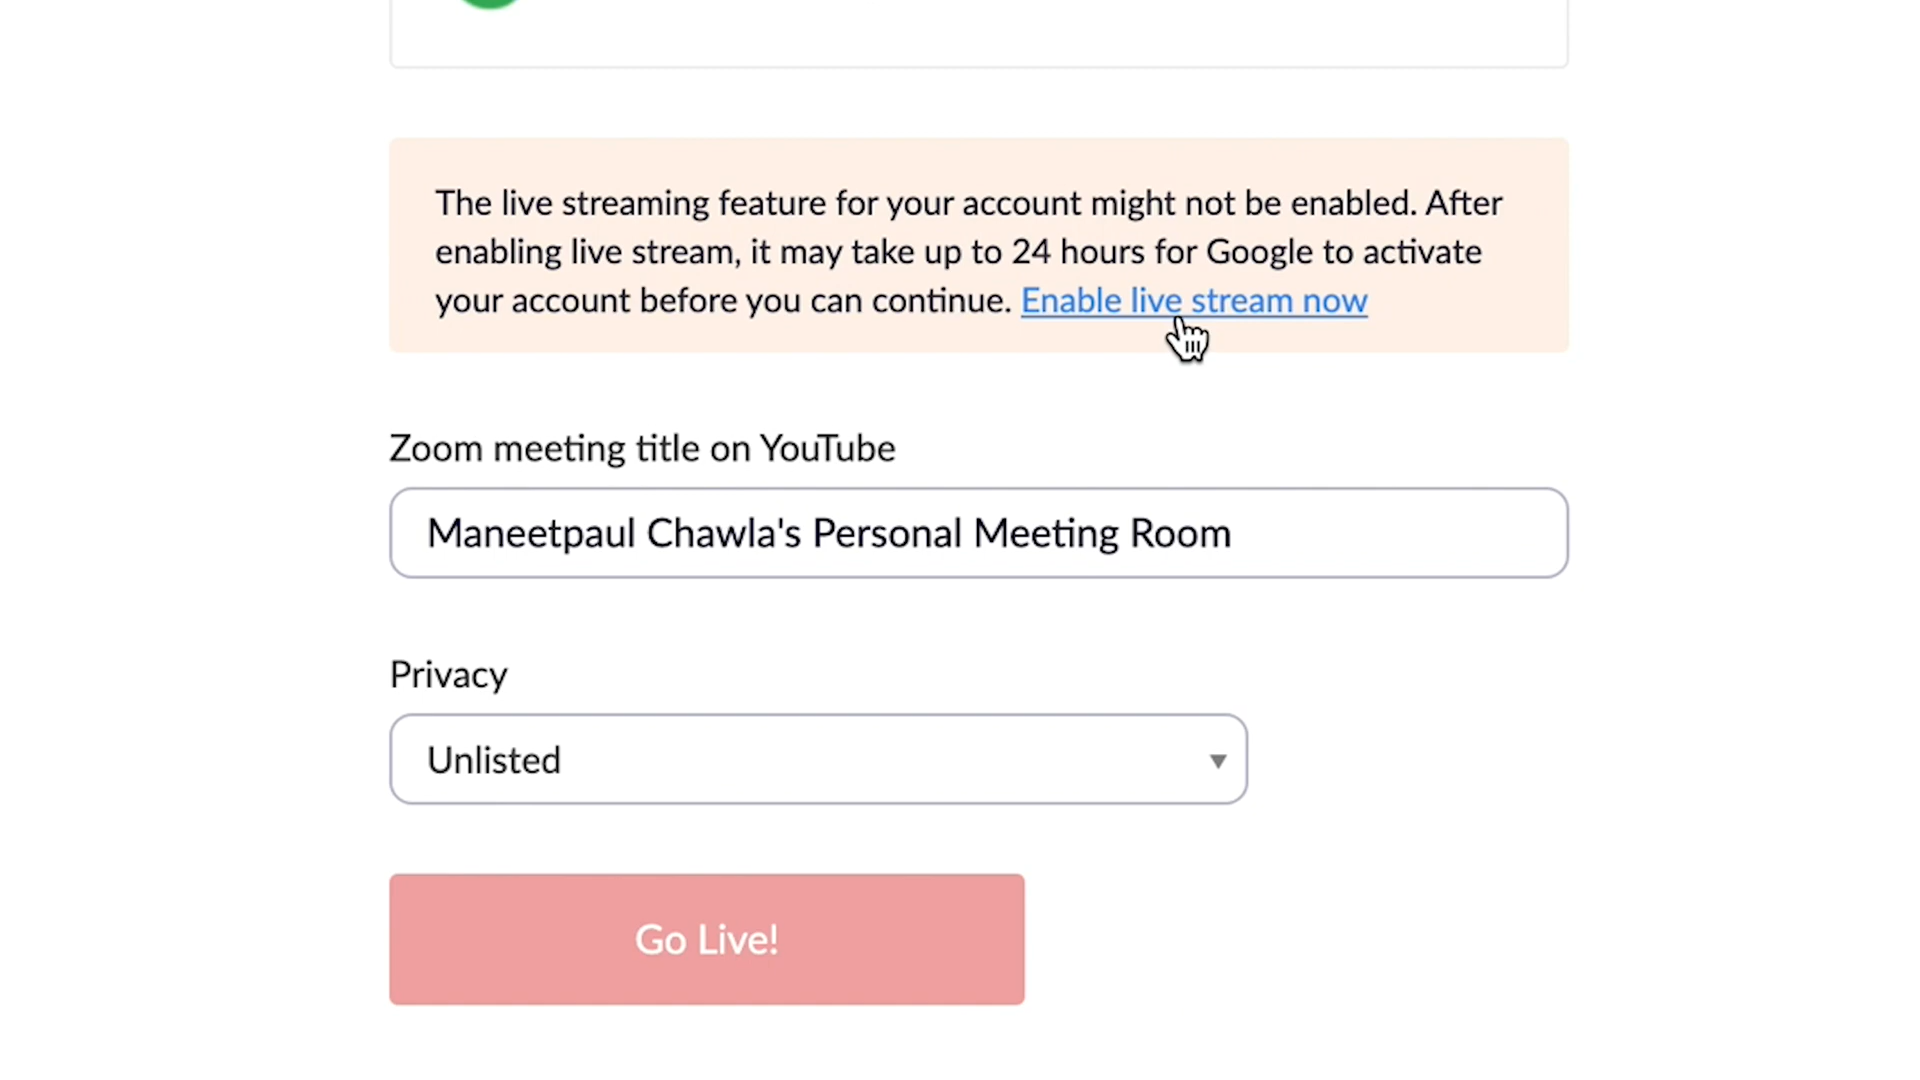 The live streaming feature for your account might not be enabled. After
enabling live stream, it may take up to 24 hours for Google to activate
your account before you can continue. Enable live stream now
Zoom meeting title on YouTube
Maneetpaul Chawla's Personal Meeting Room
Privacy
Unlisted
Go Live!